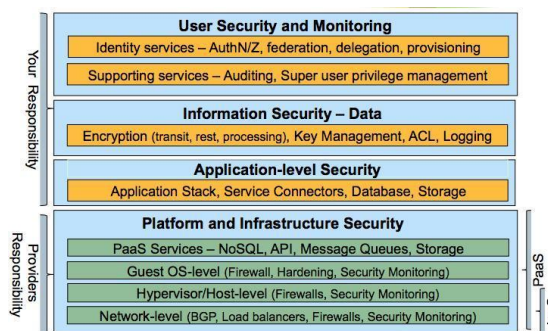 User Security and Monitoring
Identity services – AuthN/Z, federation, delegation, provisioning
Supporting services – Auditing, Super user privilege management
Your Responsibility
Information Security – Data
Encryption (transit, rest, processing), Key Management, ACL, Logging
Application-level Security
Application Stack, Service Connectors, Database, Storage
Platform and Infrastructure Security
Providers
Responsibility
PaaS Services – NoSQL, API, Message Queues, Storage
Guest OS-level (Firewall, Hardening, Security Monitoring)
Hypervisor/Host-level (Firewalls, Security Monitoring)
Network-level (BGP, Load balancers, Firewalls, Security Monitoring)
PaaS